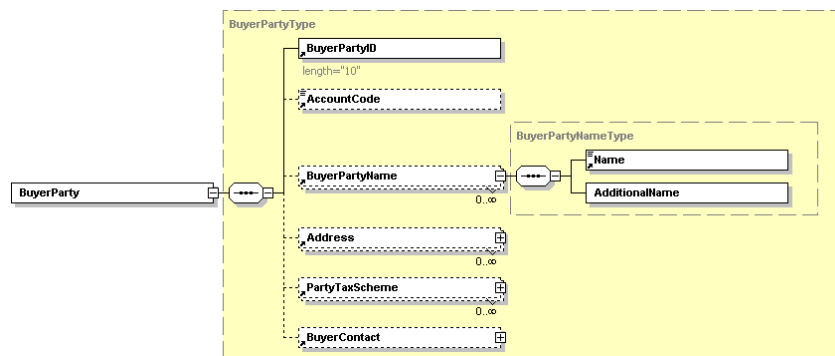 BuyerPartyType
BuyerPartyID
length="10"
AccountCode
BuyerPartyNameType
Name
BuyerPartyName
0..∞
AdditionalName
BuyerParty
Address
0..∞
PartyTaxScheme
0..∞
BuyerContact